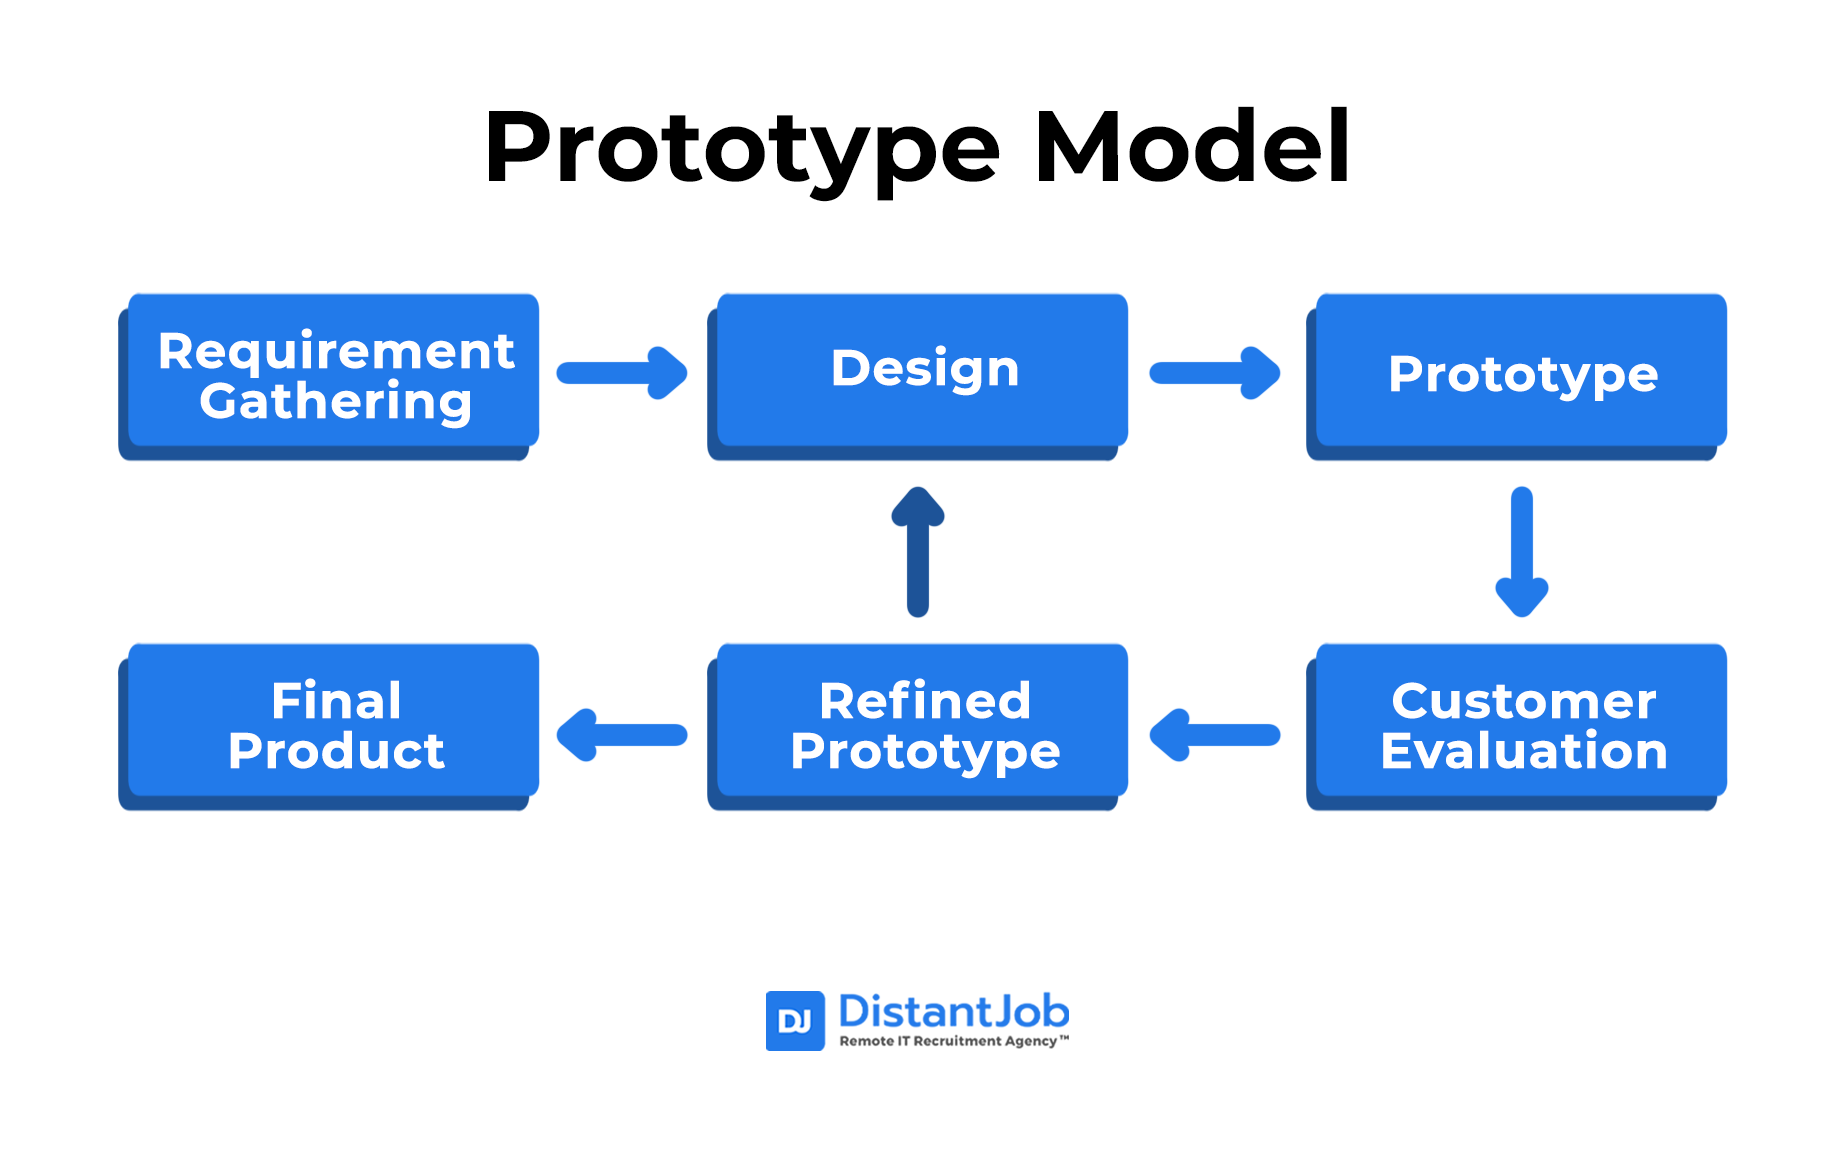 Prototype Model
Requirement
Gathering
Design
Prototype
Final
Product
Refined
Prototype
Customer
Evaluation
DJ
DistantJob
Remote IT Recruitment Agency™